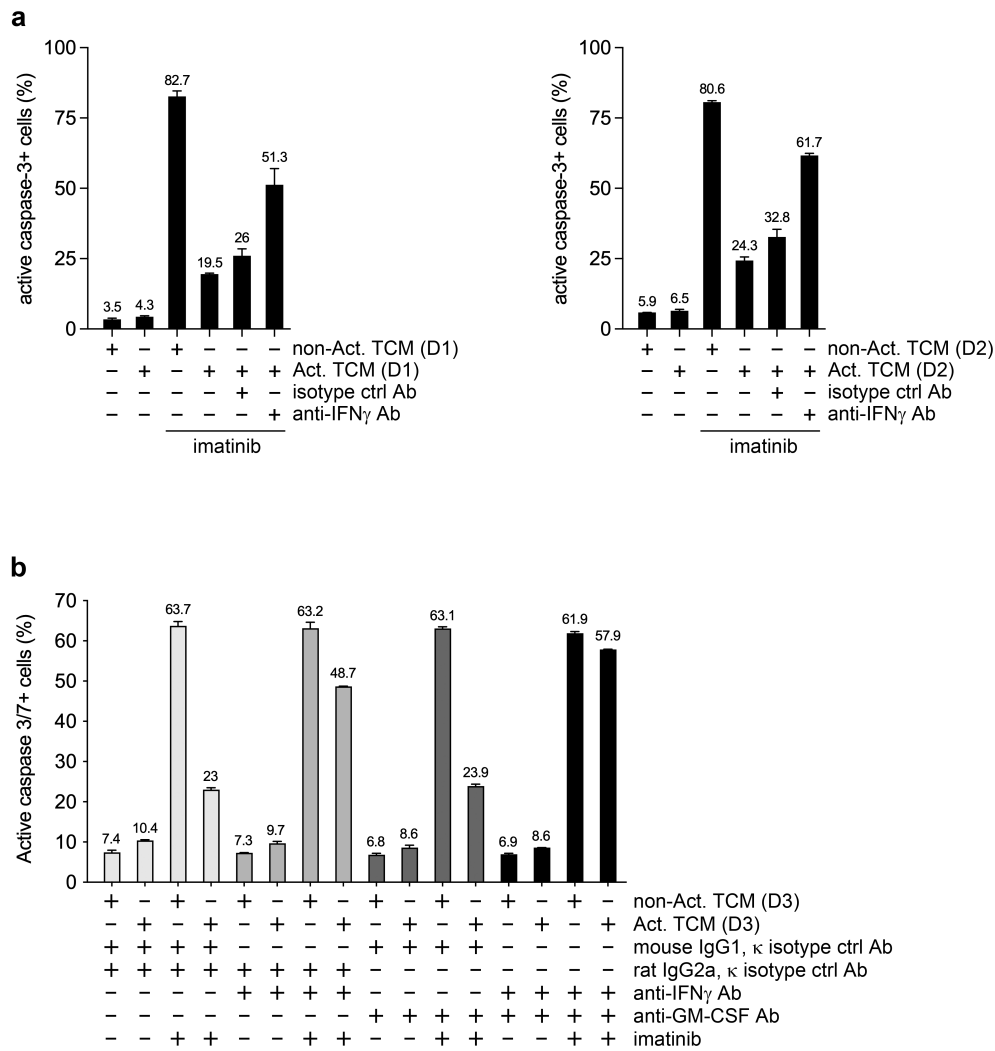 a
active caspase-3+ cells (%)
100
75
50
25
0
3.5
4.3
82.7
19.5
26
51.3
+ − + − − − non-Act. TCM (D1)
− + − + + + Act. TCM (D1)
− − − − + − isotype ctrl Ab
− − − − − + anti-IFNγ Ab
imatinib
active caspase-3+ cells (%)
100
75
50
25
0
5.9
6.5
80.6
24.3
32.8
61.7
+ − + − − − non-Act. TCM (D2)
− + − + + + Act. TCM (D2)
− − − − + − isotype ctrl Ab
− − − − − + anti-IFNγ Ab
imatinib
b
Active caspase 3/7+ cells (%)
70
60
50
40
30
20
10
0
7.4
10.4
63.7
23
7.3
9.7
63.2
48.7
6.8
8.6
63.1
23.9
6.9
8.6
61.9
57.9
+ − + − + − + − + − + − + − + − non-Act. TCM (D3)
− + − + − + − + − + − + − + − + Act. TCM (D3)
+ + + + − − − − + + + + − − − − mouse IgG1, κ isotype ctrl Ab
+ + + + + + + + − − − − − − − − rat IgG2a, κ isotype ctrl Ab
− − − − + + + + − − − − + + + + anti-IFNγ Ab
− − − − − − − − + + + + + + + + anti-GM-CSF Ab
− − + + − − + + − − + + − − + + imatinib